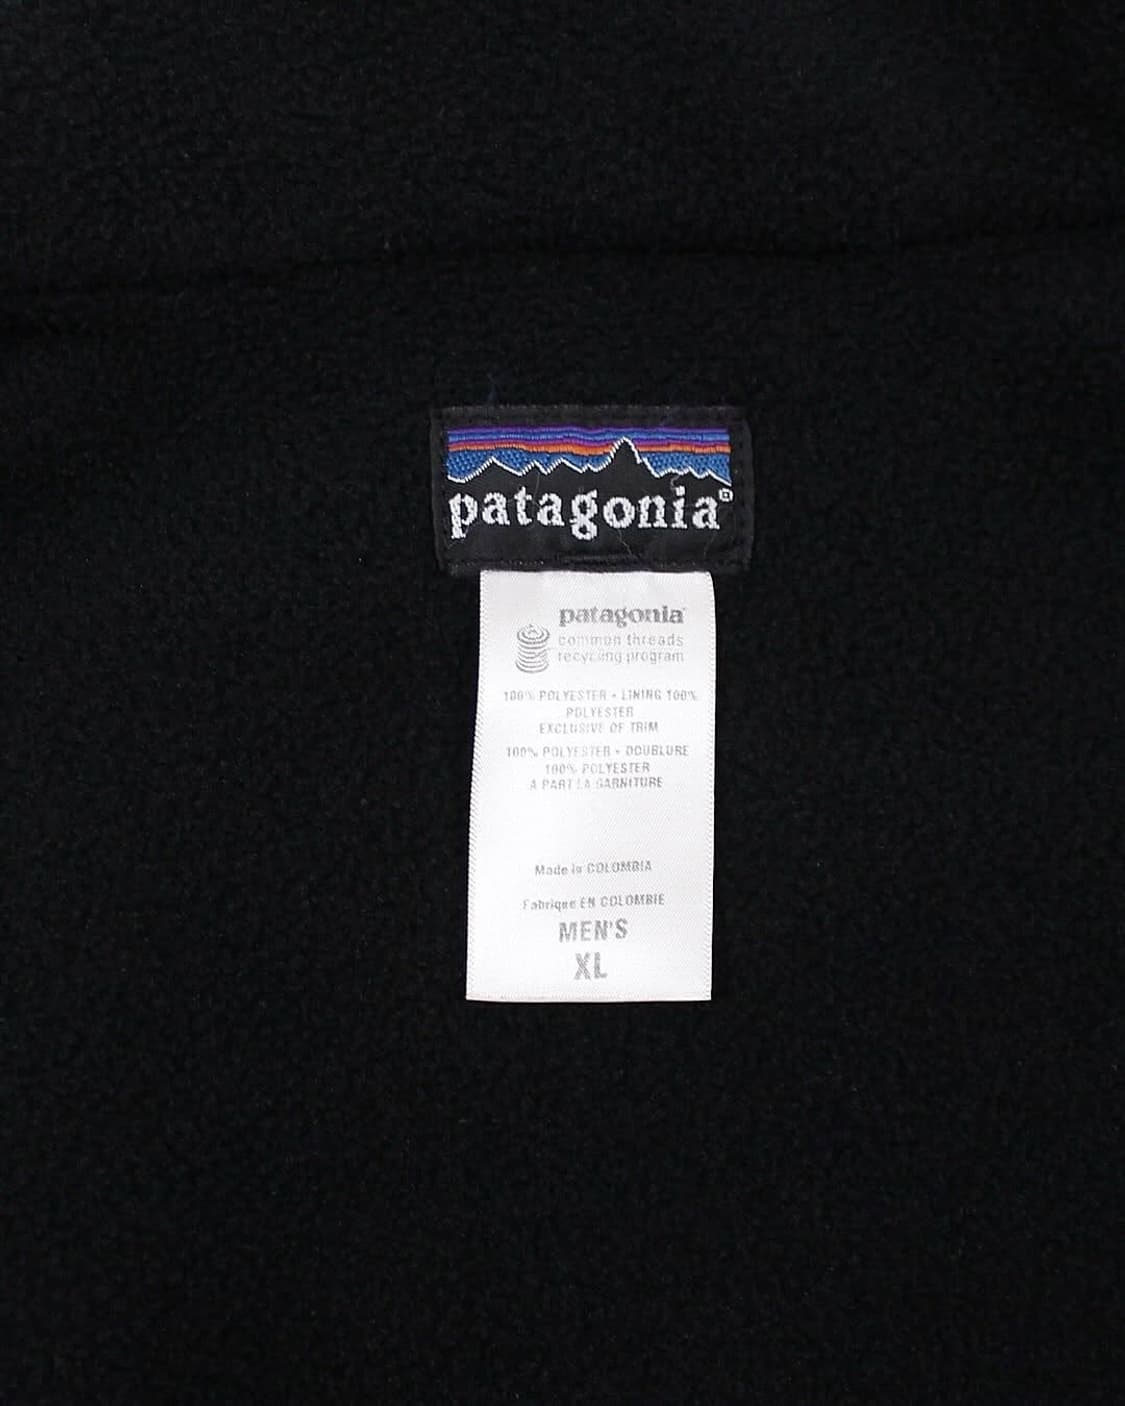 patagonia®
patagonia
common threads
recycling program
100% POLYESTER • LINING 100%
POLYESTER
EXCLUSIVE OF TRIM
100% POLYESTER • DOUBLURE
100% POLYESTER
A PART LA GARNITURE
Made in COLOMBIA
Fabrique EN COLOMBIE
MEN'S
XL